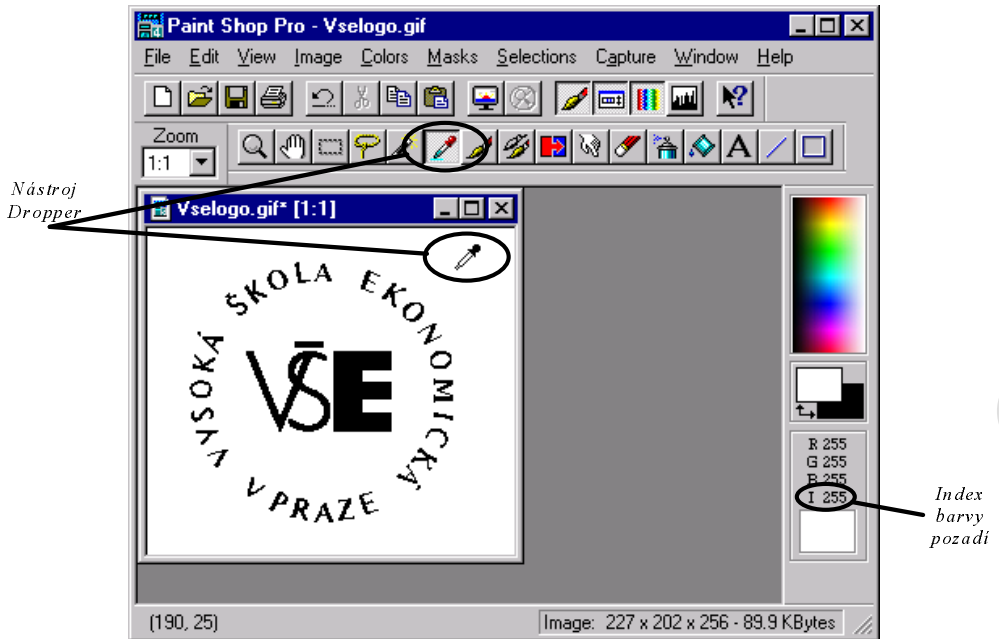 Paint Shop Pro - Vselogo.gif
File Edit View Image Colors Masks Selections Capture Window Help
Zoom
1:1
Nástroj
Dropper
Vselogo.gif* [1:1]
VYSOKÁ ŠKOLA EKONOMICKÁ
V PRAZE
VŠE
R 255
G 255
B 255
I 255
Index
barvy
pozadí
(190, 25)
Image: 227 x 202 x 256 - 89.9 KBytes